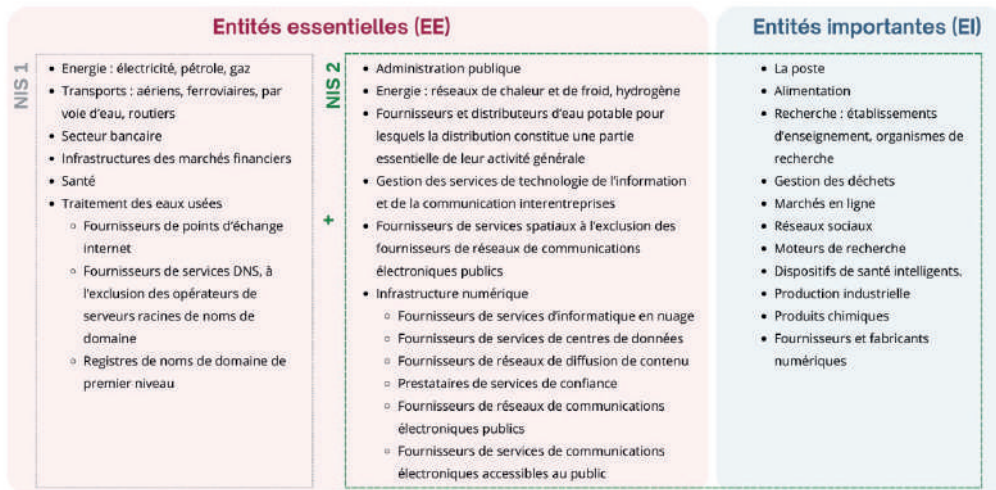 Entités essentielles (EE)
NIS 1
• Energie : électricité, pétrole, gaz
• Transports : aériens, ferroviaires, par
voie d'eau, routiers
• Secteur bancaire
• Infrastructures des marchés financiers
• Santé
• Traitement des eaux usées
◦ Fournisseurs de points d'échange
internet
◦ Fournisseurs de services DNS, à
l'exclusion des opérateurs de
serveurs racines de noms de
domaine
◦ Registres de noms de domaine de
premier niveau
+
NIS 2
• Administration publique
• Energie : réseaux de chaleur et de froid, hydrogène
• Fournisseurs et distributeurs d'eau potable pour
lesquels la distribution constitue une partie
essentielle de leur activité générale
• Gestion des services de technologie de l'information
et de la communication interentreprises
• Fournisseurs de services spatiaux à l'exclusion des
fournisseurs de réseaux de communications
électroniques publics
• Infrastructure numérique
◦ Fournisseurs de services d'informatique en nuage
◦ Fournisseurs de services de centres de données
◦ Fournisseurs de réseaux de diffusion de contenu
◦ Prestataires de services de confiance
◦ Fournisseurs de réseaux de communications
électroniques publics
◦ Fournisseurs de services de communications
électroniques accessibles au public
Entités importantes (EI)
• La poste
• Alimentation
• Recherche : établissements
d'enseignement, organismes de
recherche
• Gestion des déchets
• Marchés en ligne
• Réseaux sociaux
• Moteurs de recherche
• Dispositifs de santé intelligents.
• Production industrielle
• Produits chimiques
• Fournisseurs et fabricants
numériques